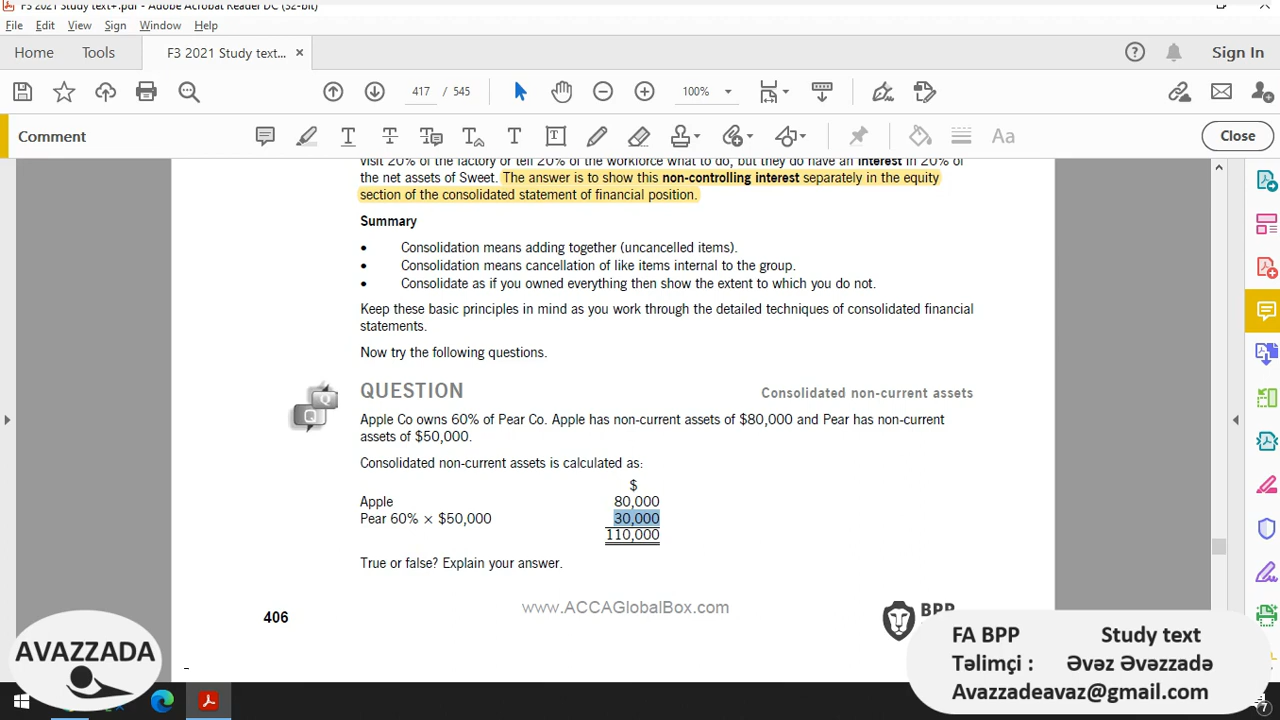 F3 2021 Study text+.pdf - Adobe Acrobat Reader DC (32-bit)
File Edit View Sign Window Help
Home Tools F3 2021 Study text... × Sign In
417 / 545 100%
Comment Close
visit 20% of the factory or tell 20% of the workforce what to do, but they do have an interest in 20% of
the net assets of Sweet. The answer is to show this non-controlling interest separately in the equity
section of the consolidated statement of financial position.
Summary
• Consolidation means adding together (uncancelled items).
• Consolidation means cancellation of like items internal to the group.
• Consolidate as if you owned everything then show the extent to which you do not.
Keep these basic principles in mind as you work through the detailed techniques of consolidated financial
statements.
Now try the following questions.
QUESTION Consolidated non-current assets
Apple Co owns 60% of Pear Co. Apple has non-current assets of $80,000 and Pear has non-current
assets of $50,000.
Consolidated non-current assets is calculated as:
$
Apple 80,000
Pear 60% × $50,000 30,000
110,000
True or false? Explain your answer.
406 www.ACCAGlobalBox.com BPP
AVAZZADA
FA BPP Study text
Təlimçi : Əvəz Əvəzzadə
Avazzadeavaz@gmail.com